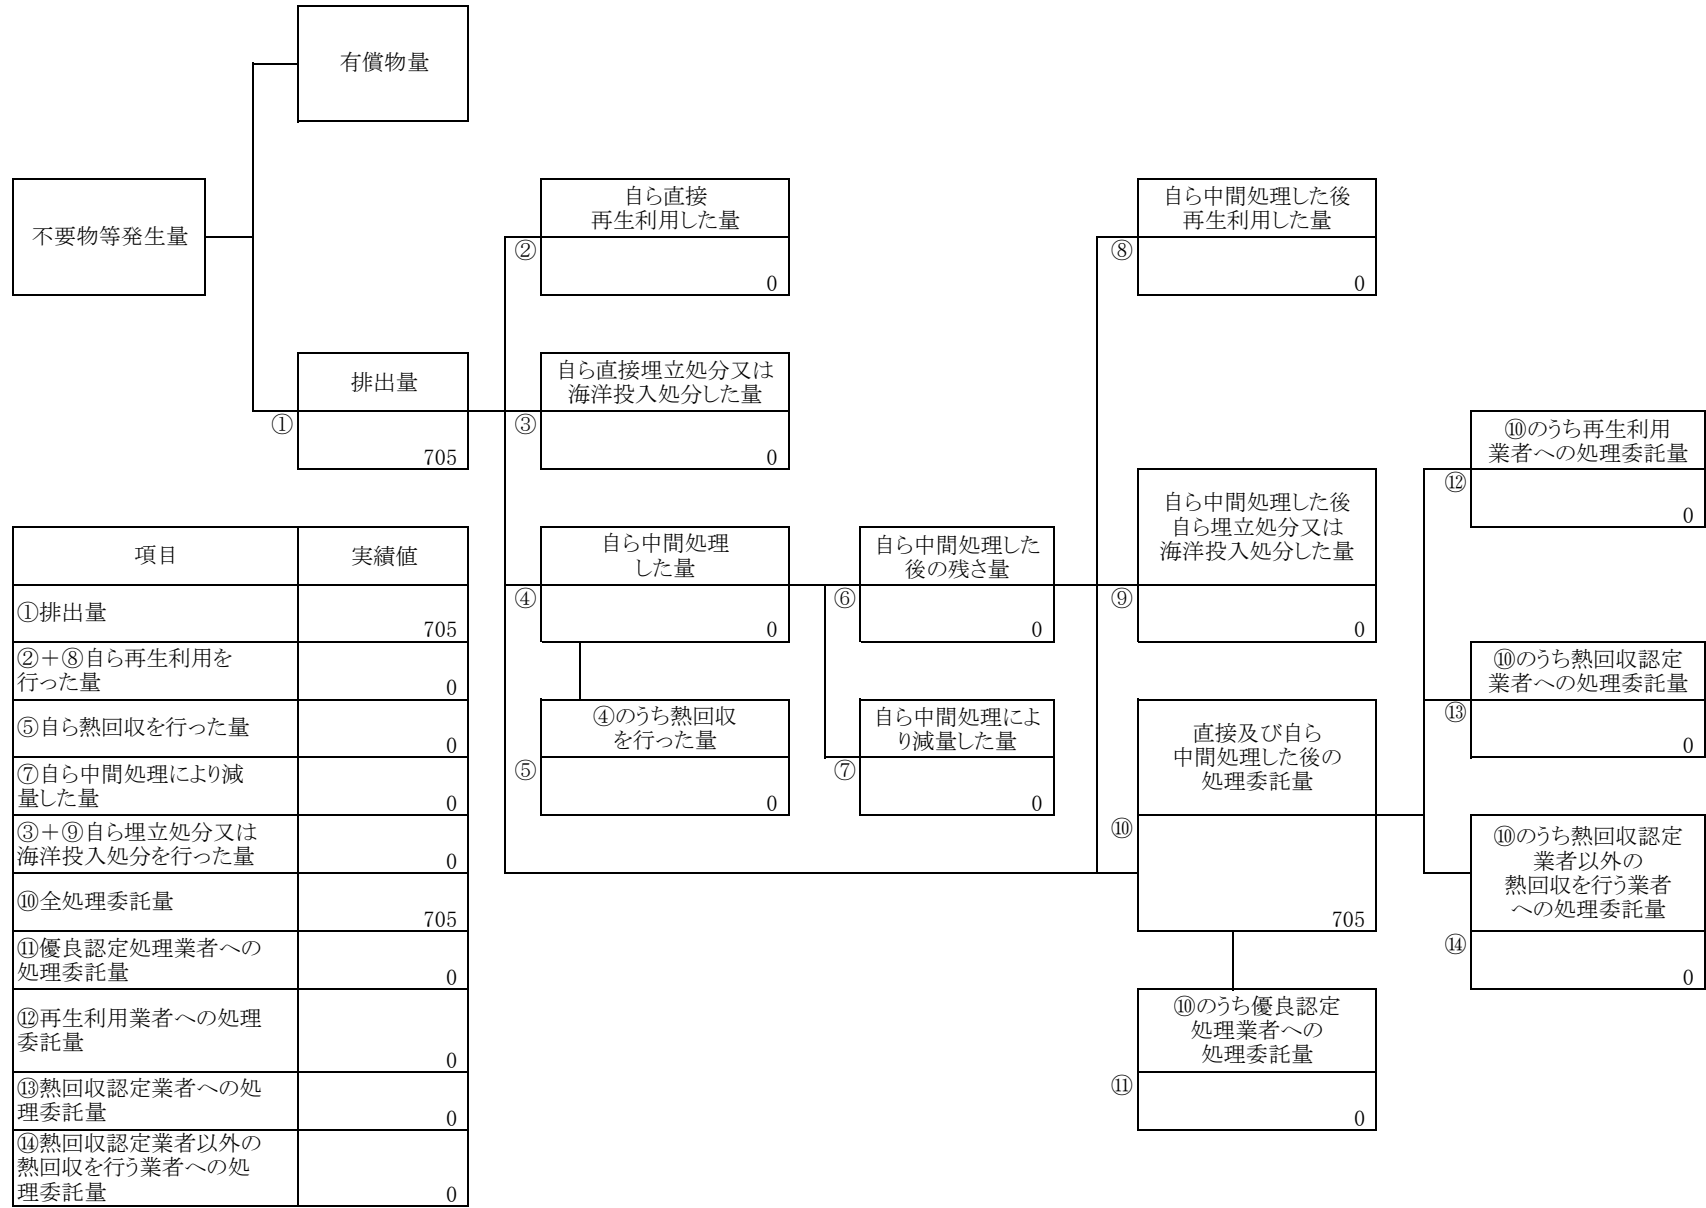 有償物量
不要物等発生量
排出量
①
705
自ら直接
再生利用した量
②
0
自ら直接埋立処分又は
海洋投入処分した量
③
0
自ら中間処理
した量
④
0
④のうち熱回収
を行った量
⑤
0
自ら中間処理した
後の残さ量
⑥
0
自ら中間処理によ
り減量した量
⑦
0
自ら中間処理した後
再生利用した量
⑧
0
自ら中間処理した後
自ら埋立処分又は
海洋投入処分した量
⑨
0
直接及び自ら
中間処理した後の
処理委託量
⑩
705
⑩のうち優良認定
処理業者への
処理委託量
⑪
0
⑩のうち再生利用
業者への処理委託量
⑫
0
⑩のうち熱回収認定
業者への処理委託量
⑬
0
⑩のうち熱回収認定
業者以外の
熱回収を行う業者
への処理委託量
⑭
0
項目 実績値
①排出量
705
②＋⑧自ら再生利用を
行った量
0
⑤自ら熱回収を行った量
0
⑦自ら中間処理により減
量した量
0
③＋⑨自ら埋立処分又は
海洋投入処分を行った量
0
⑩全処理委託量
705
⑪優良認定処理業者への
処理委託量
0
⑫再生利用業者への処理
委託量
0
⑬熱回収認定業者への処
理委託量
0
⑭熱回収認定業者以外の
熱回収を行う業者への処
理委託量
0